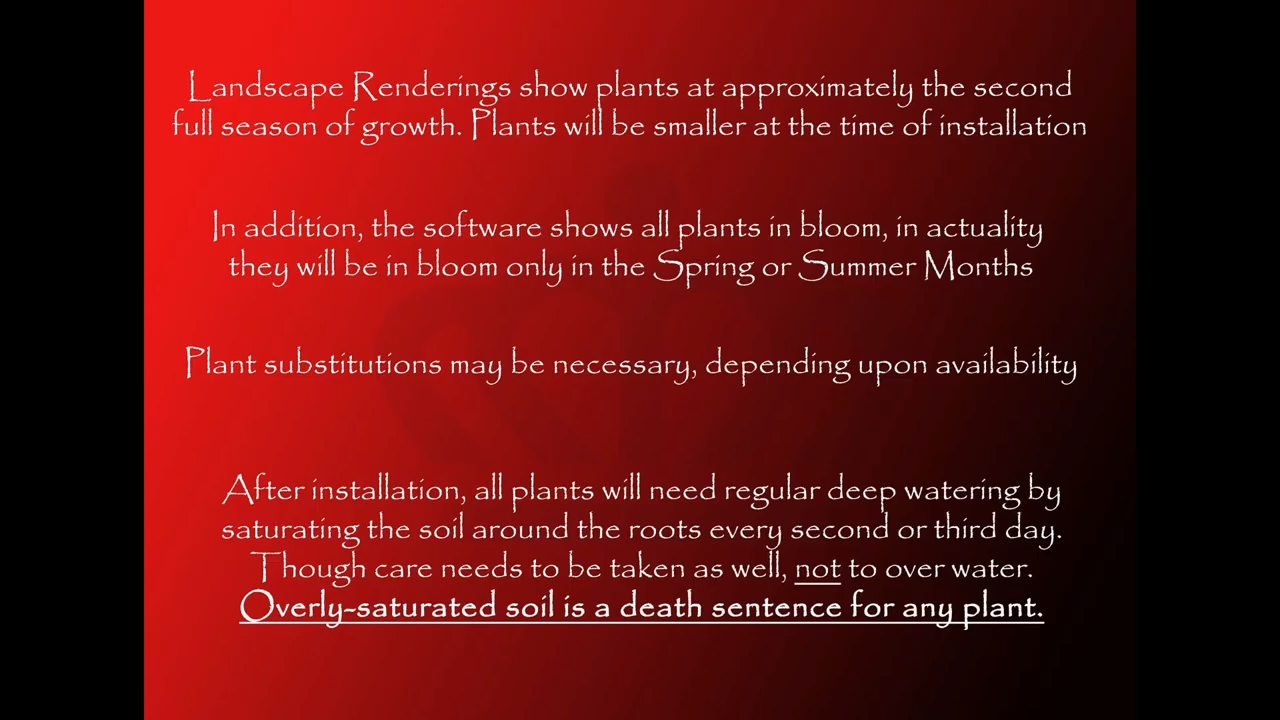 Landscape Renderings show plants at approximately the second
full season of growth. Plants will be smaller at the time of installation
In addition, the software shows all plants in bloom, in actuality
they will be in bloom only in the Spring or Summer Months
Plant substitutions may be necessary, depending upon availability
After installation, all plants will need regular deep watering by
saturating the soil around the roots every second or third day.
Though care needs to be taken as well, not to over water.
Overly-saturated soil is a death sentence for any plant.